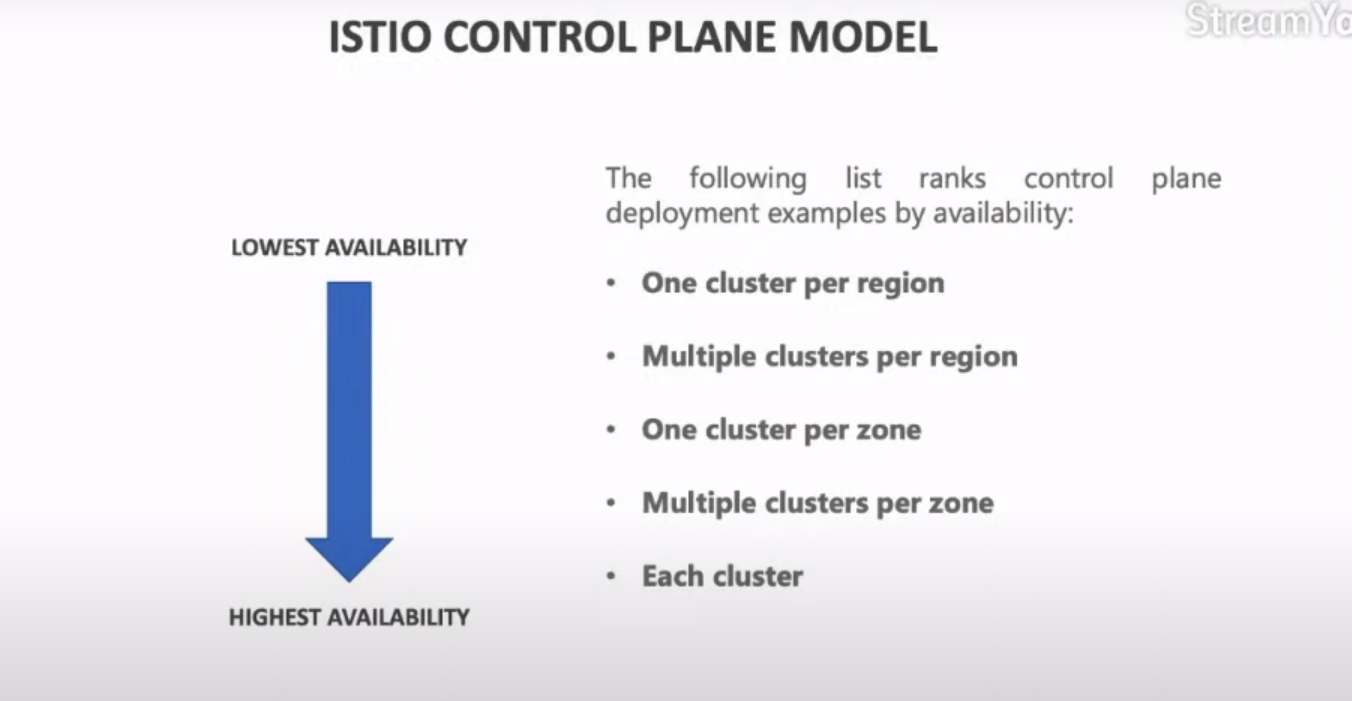 StreamYa
ISTIO CONTROL PLANE MODEL
The following list ranks control plane
deployment examples by availability:
LOWEST AVAILABILITY
• One cluster per region
• Multiple clusters per region
• One cluster per zone
• Multiple clusters per zone
• Each cluster
HIGHEST AVAILABILITY